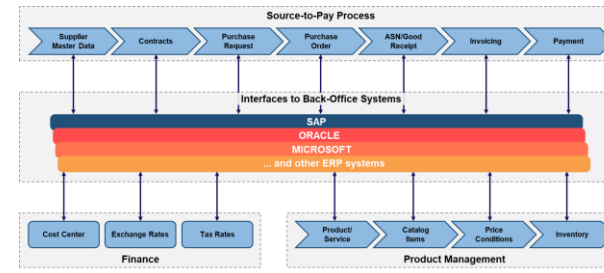 Source-to-Pay Process
Supplier
Master Data
Contracts
Purchase
Request
Purchase
Order
ASN/Good
Receipt
Invoicing
Payment
Interfaces to Back-Office Systems
SAP
ORACLE
MICROSOFT
... and other ERP systems
Cost Center
Exchange Rates
Tax Rates
Finance
Product/
Service
Catalog
Items
Price
Conditions
Inventory
Product Management